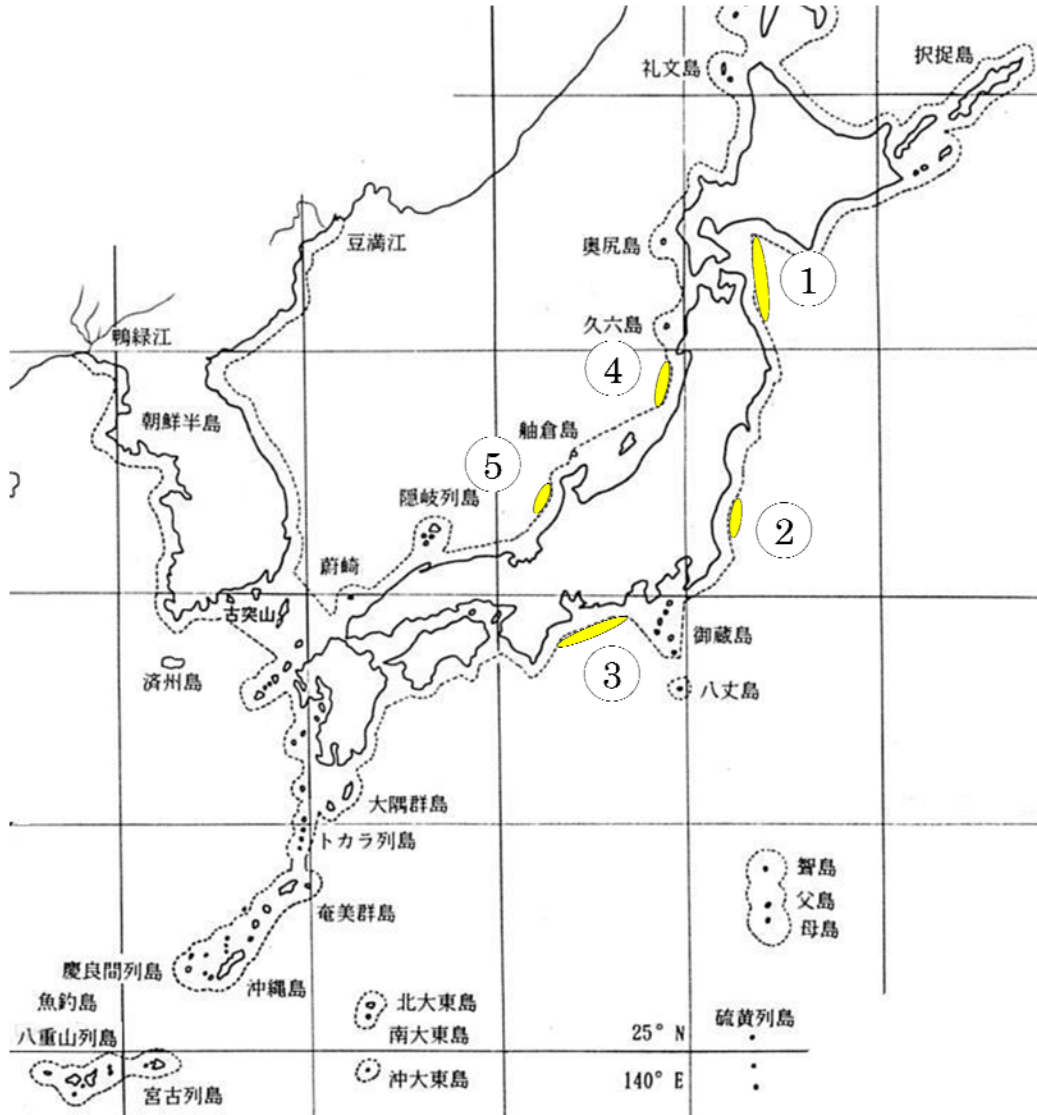 礼文島
択捉島
奥尻島
豆満江
①
久六島
鴨緑江
④
朝鮮半島
舳倉島
⑤
隠岐列島
②
蔚崎
古突山
御蔵島
済州島
③
八丈島
大隅群島
トカラ列島
聟島
父島
母島
奄美群島
慶良間列島
沖縄島
魚釣島
北大東島
南大東島
25° N
硫黄列島
八重山列島
宮古列島
沖大東島
140° E